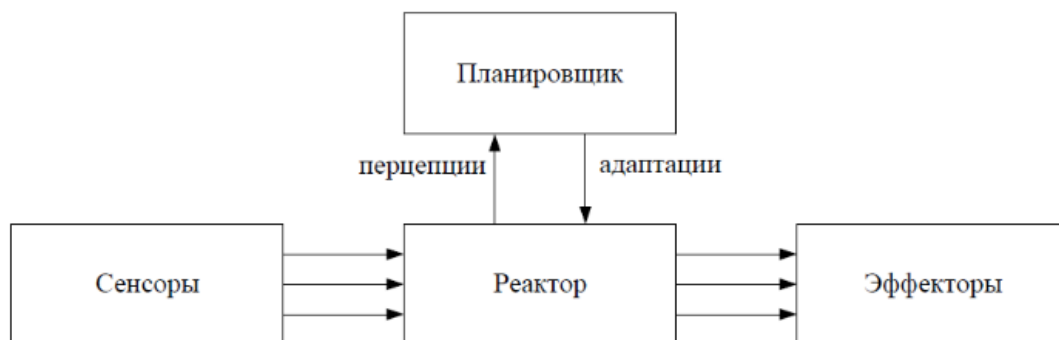 Планировщик
перцепции
адаптации
Сенсоры
Реактор
Эффекторы